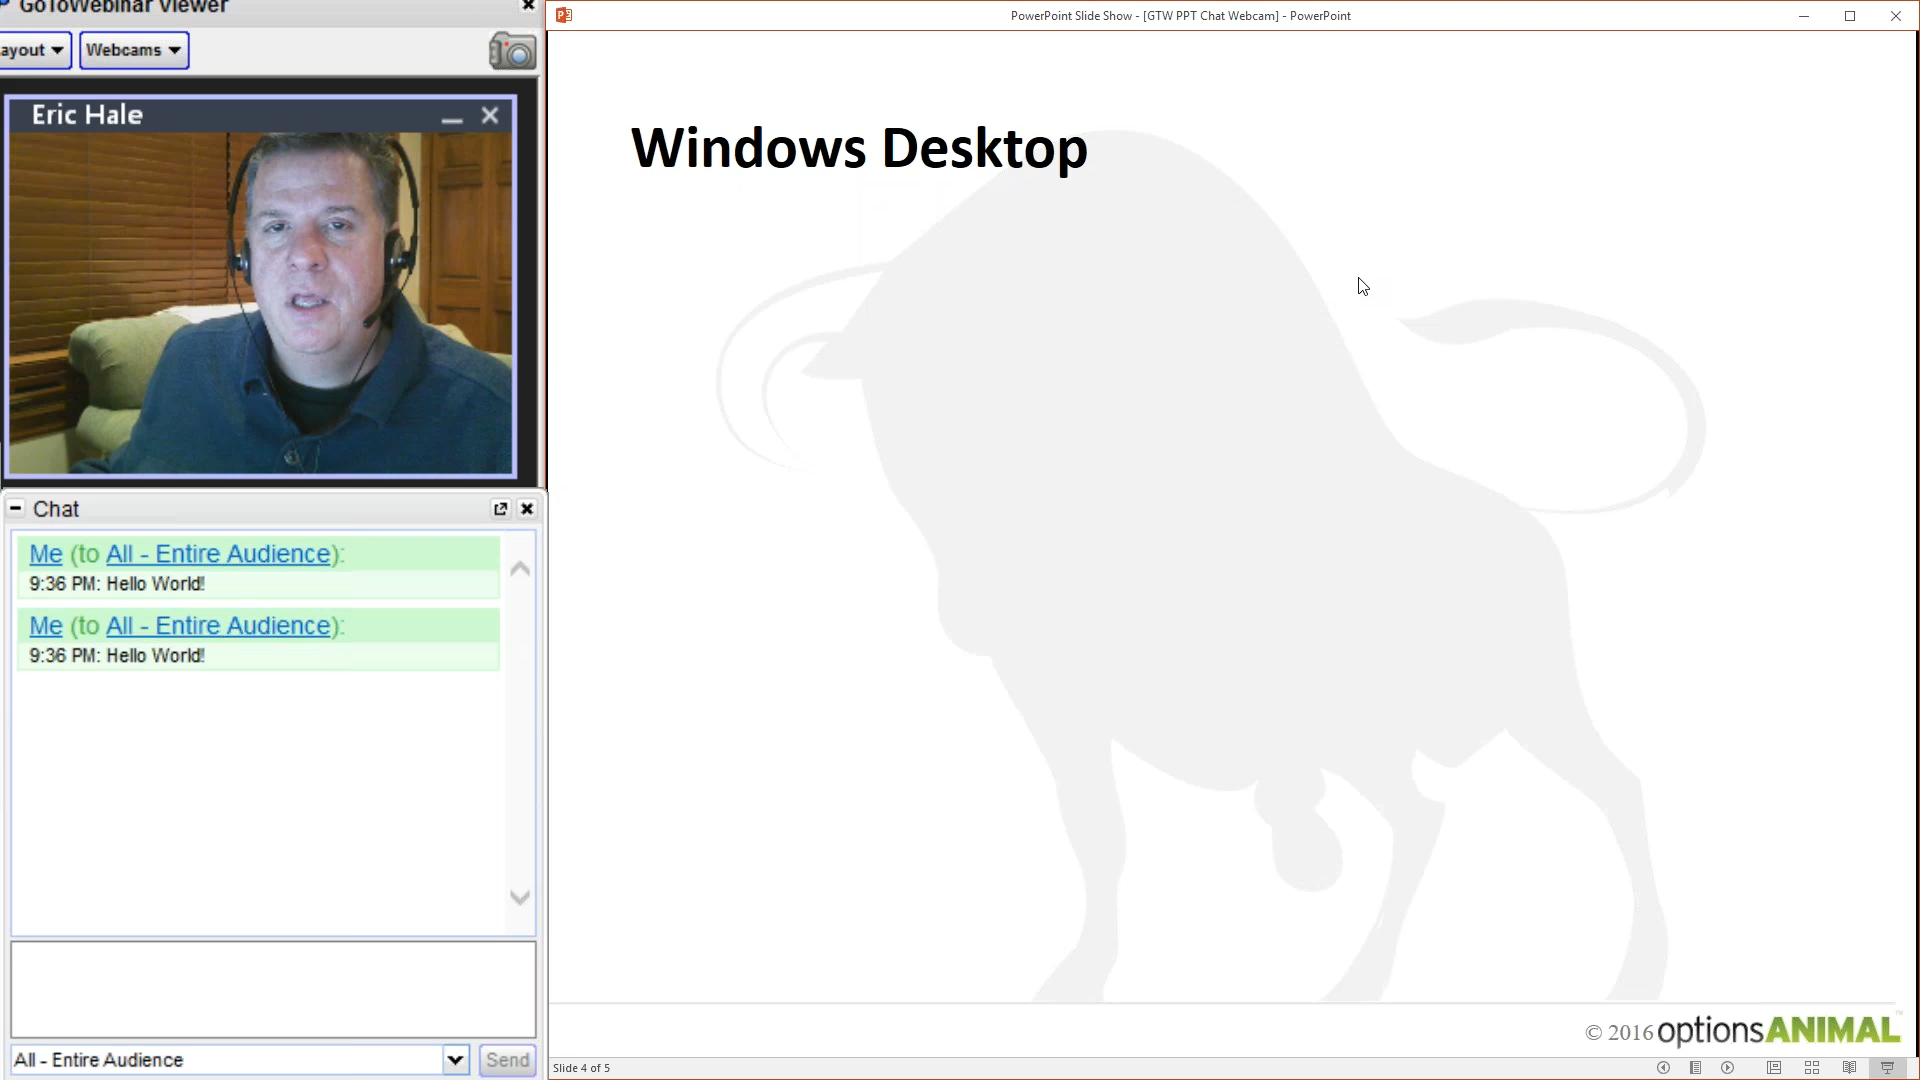 GoToWebinar Viewer
ayout
Webcams
Eric Hale
Chat
Me (to All - Entire Audience):
9:36 PM: Hello World!
Me (to All - Entire Audience):
9:36 PM: Hello World!
All - Entire Audience
Send
PowerPoint Slide Show - [GTW PPT Chat Webcam] - PowerPoint
Windows Desktop
© 2016 optionsANIMAL
Slide 4 of 5